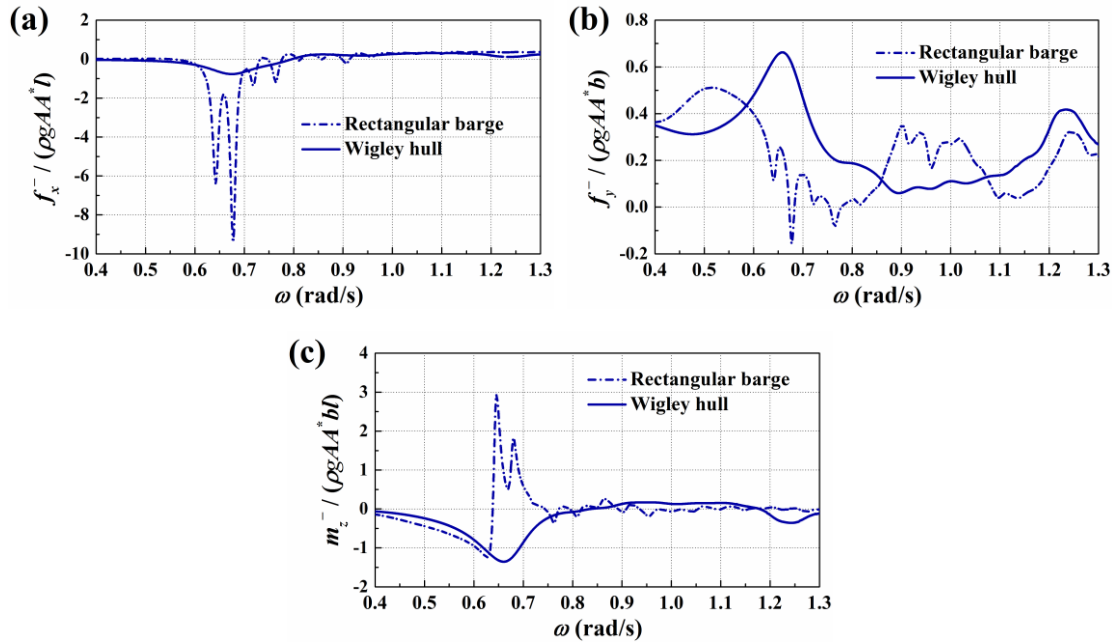 (a)
2
0
-2
-4
-6
-8
-10
f_x^- / (ρgAA^* l)
Rectangular barge
Wigley hull
0.4 0.5 0.6 0.7 0.8 0.9 1.0 1.1 1.2 1.3
ω (rad/s)
(b)
0.8
0.6
0.4
0.2
0.0
-0.2
f_y^- / (ρgAA^* b)
Rectangular barge
Wigley hull
0.4 0.5 0.6 0.7 0.8 0.9 1.0 1.1 1.2 1.3
ω (rad/s)
(c)
4
3
2
1
0
-1
-2
m_z^- / (ρgAA^* bl)
Rectangular barge
Wigley hull
0.4 0.5 0.6 0.7 0.8 0.9 1.0 1.1 1.2 1.3
ω (rad/s)